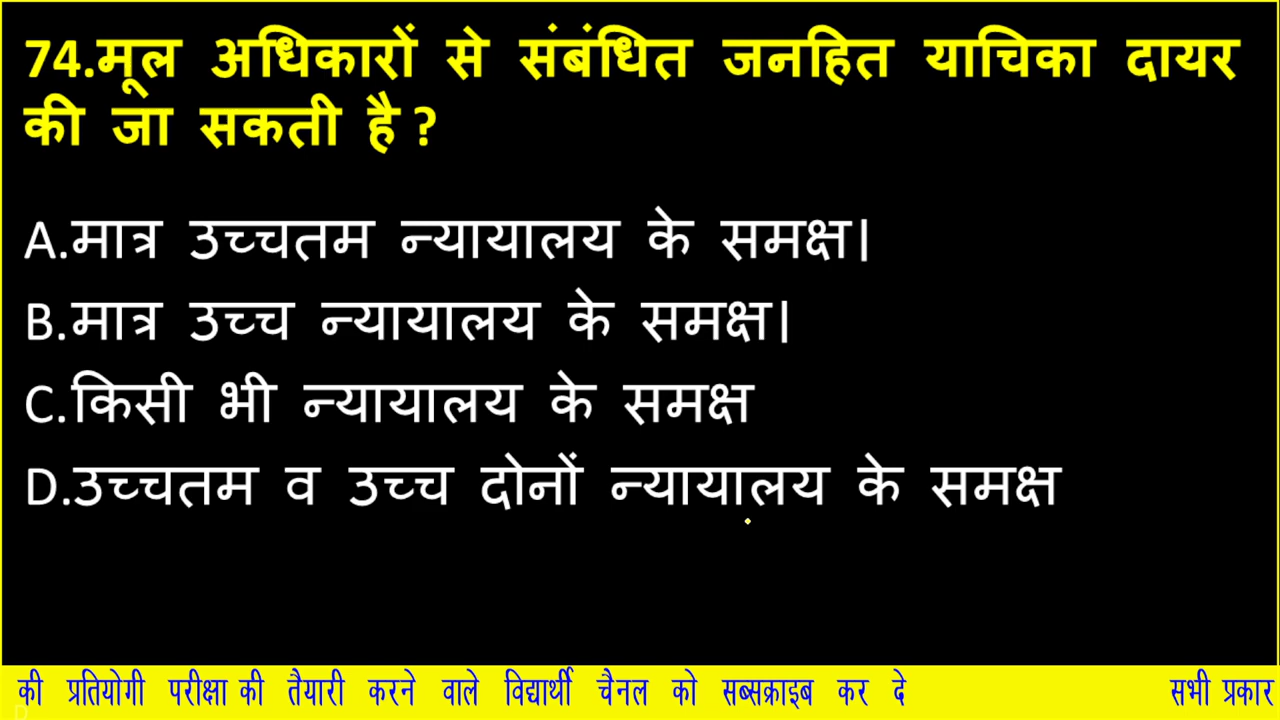 74.मूल अधिकारों से संबंधित जनहित याचिका दायर
की जा सकती है ?
A.मात्र उच्चतम न्यायालय के समक्ष।
B.मात्र उच्च न्यायालय के समक्ष।
C.किसी भी न्यायालय के समक्ष
D.उच्चतम व उच्च दोनों न्यायालय के समक्ष
की प्रतियोगी परीक्षा की तैयारी करने वाले विद्यार्थी चैनल को सब्सक्राइब कर दे सभी प्रकार
D